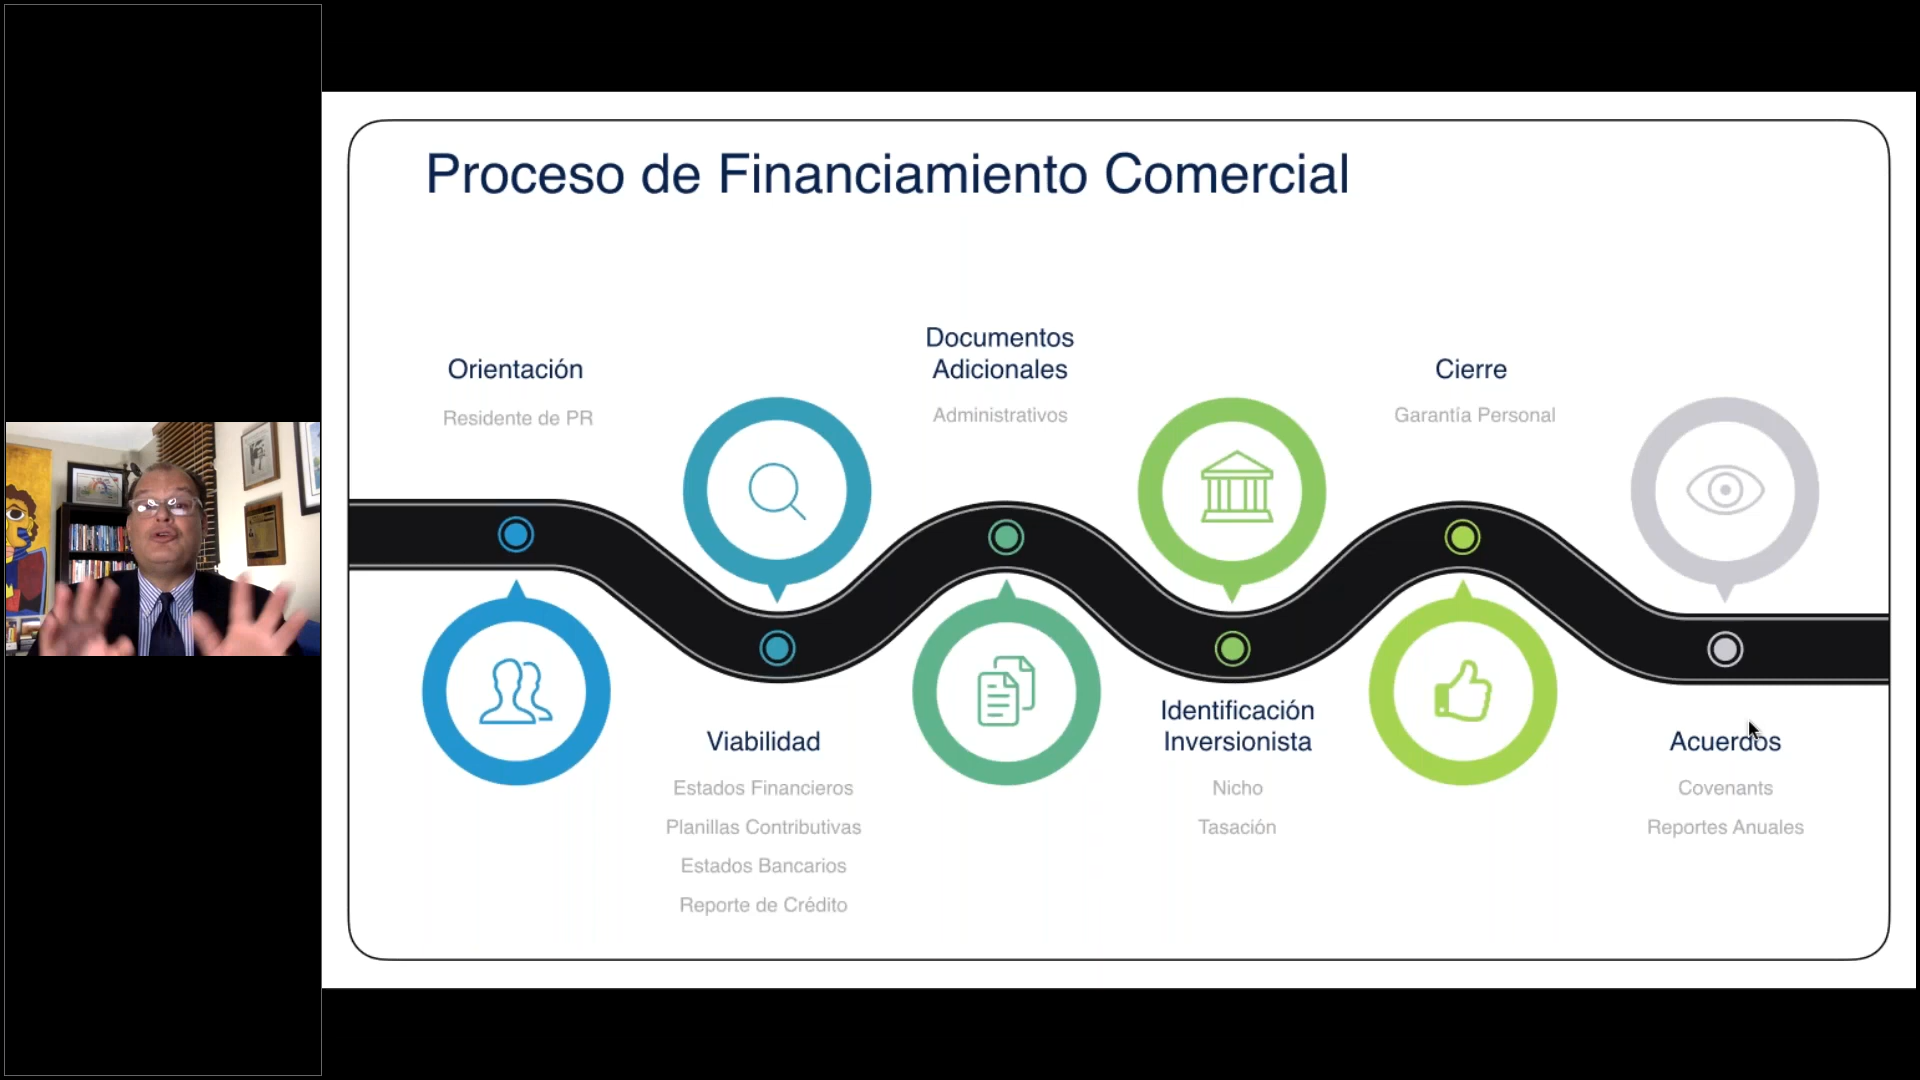 Proceso de Financiamiento Comercial
Orientación
Residente de PR
Viabilidad
Estados Financieros
Planillas Contributivas
Estados Bancarios
Reporte de Crédito
Documentos
Adicionales
Administrativos
Identificación
Inversionista
Nicho
Tasación
Cierre
Garantía Personal
Acuerdos
Covenants
Reportes Anuales